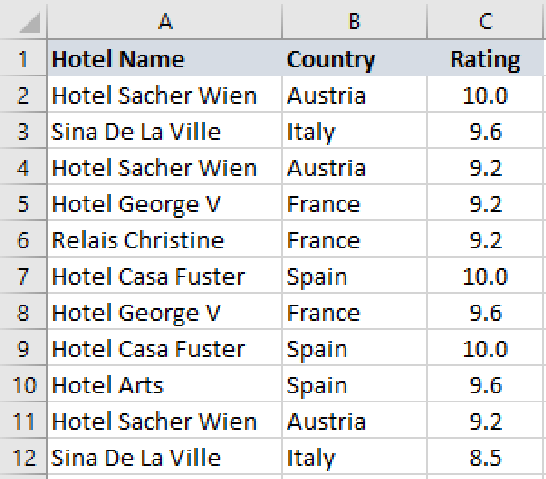 A B C
1 Hotel Name Country Rating
2 Hotel Sacher Wien Austria 10.0
3 Sina De La Ville Italy 9.6
4 Hotel Sacher Wien Austria 9.2
5 Hotel George V France 9.2
6 Relais Christine France 9.2
7 Hotel Casa Fuster Spain 10.0
8 Hotel George V France 9.6
9 Hotel Casa Fuster Spain 10.0
10 Hotel Arts Spain 9.6
11 Hotel Sacher Wien Austria 9.2
12 Sina De La Ville Italy 8.5